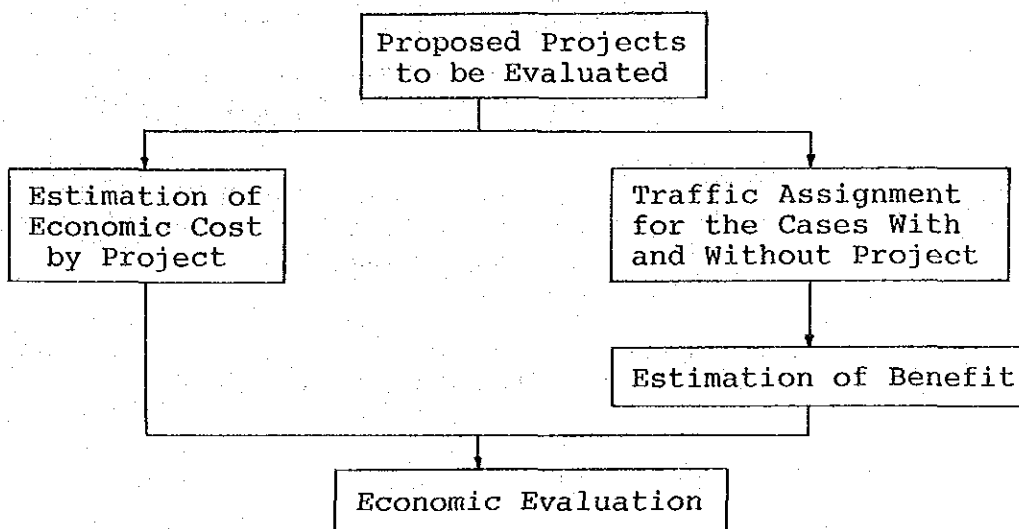 Proposed Projects
to be Evaluated
Estimation of
Economic Cost
by Project
Traffic Assignment
for the Cases With
and Without Project
Estimation of Benefit
Economic Evaluation